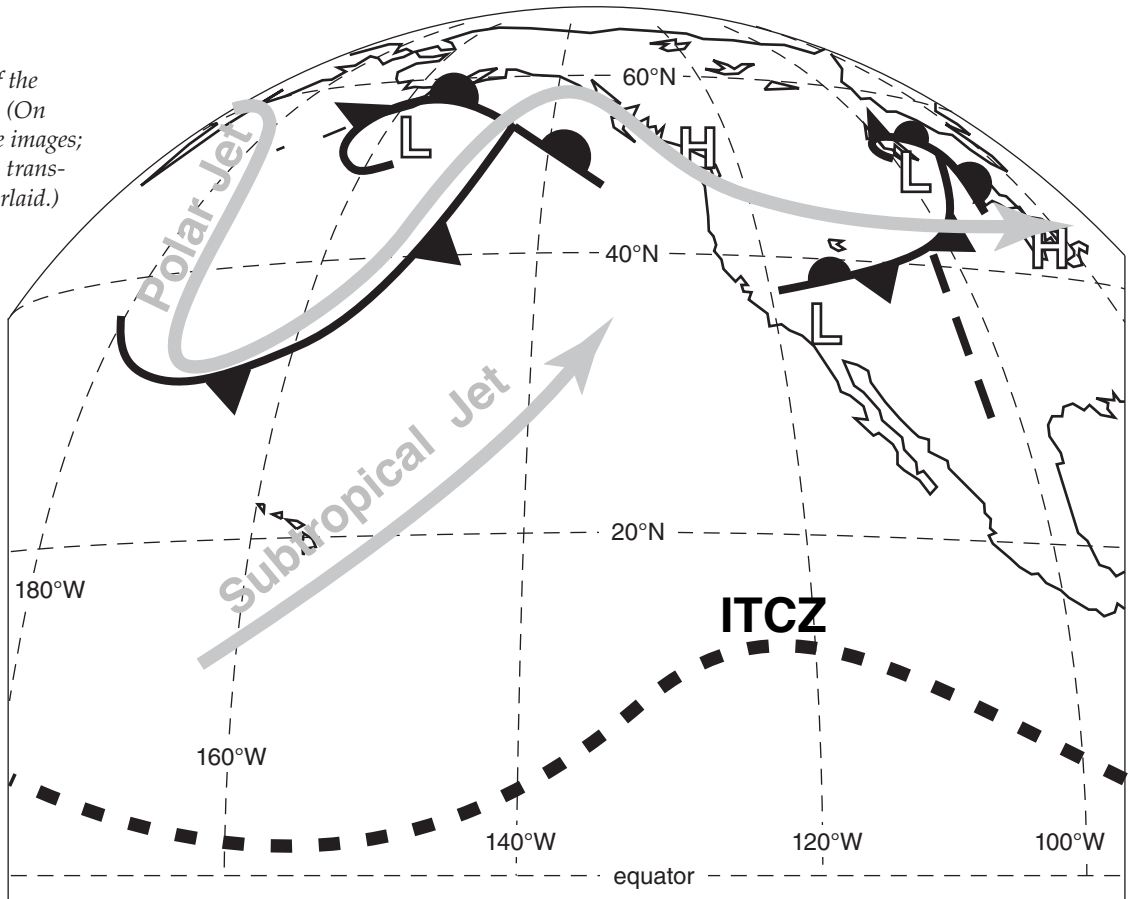 f the
(On
e images;
trans-
rlaid.)
60°N
L
H
L
Polar Jet
H
40°N
L
Subtropical Jet
20°N
180°W
ITCZ
160°W
140°W
120°W
100°W
equator